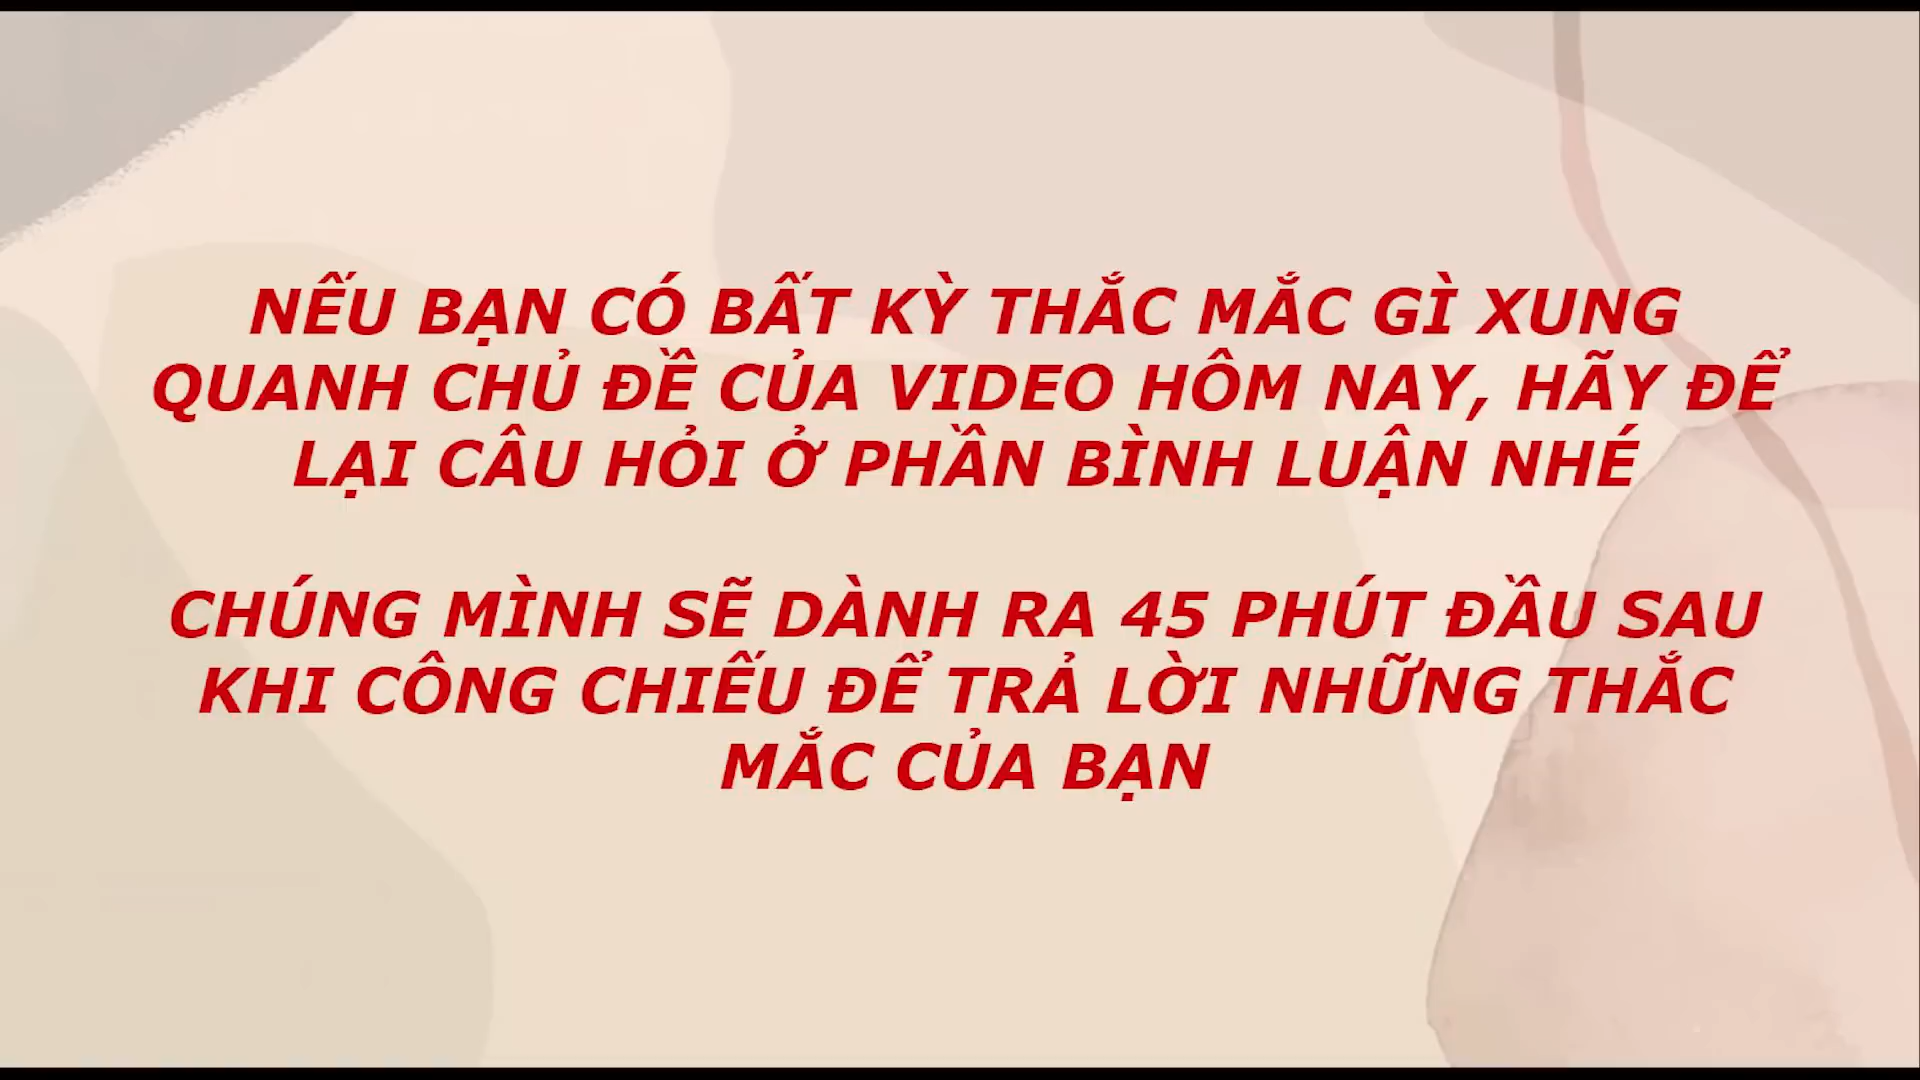 NẾU BẠN CÓ BẤT KỲ THẮC MẮC GÌ XUNG
QUANH CHỦ ĐỀ CỦA VIDEO HÔM NAY, HÃY ĐỂ
LẠI CÂU HỎI Ở PHẦN BÌNH LUẬN NHÉ
CHÚNG MÌNH SẼ DÀNH RA 45 PHÚT ĐẦU SAU
KHI CÔNG CHIẾU ĐỂ TRẢ LỜI NHỮNG THẮC
MẮC CỦA BẠN